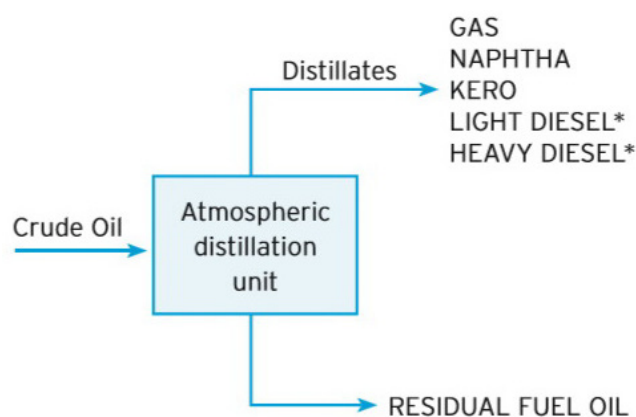 GAS
NAPHTHA
Distillates
KERO
LIGHT DIESEL*
HEAVY DIESEL*
Crude Oil
Atmospheric
distillation
unit
RESIDUAL FUEL OIL